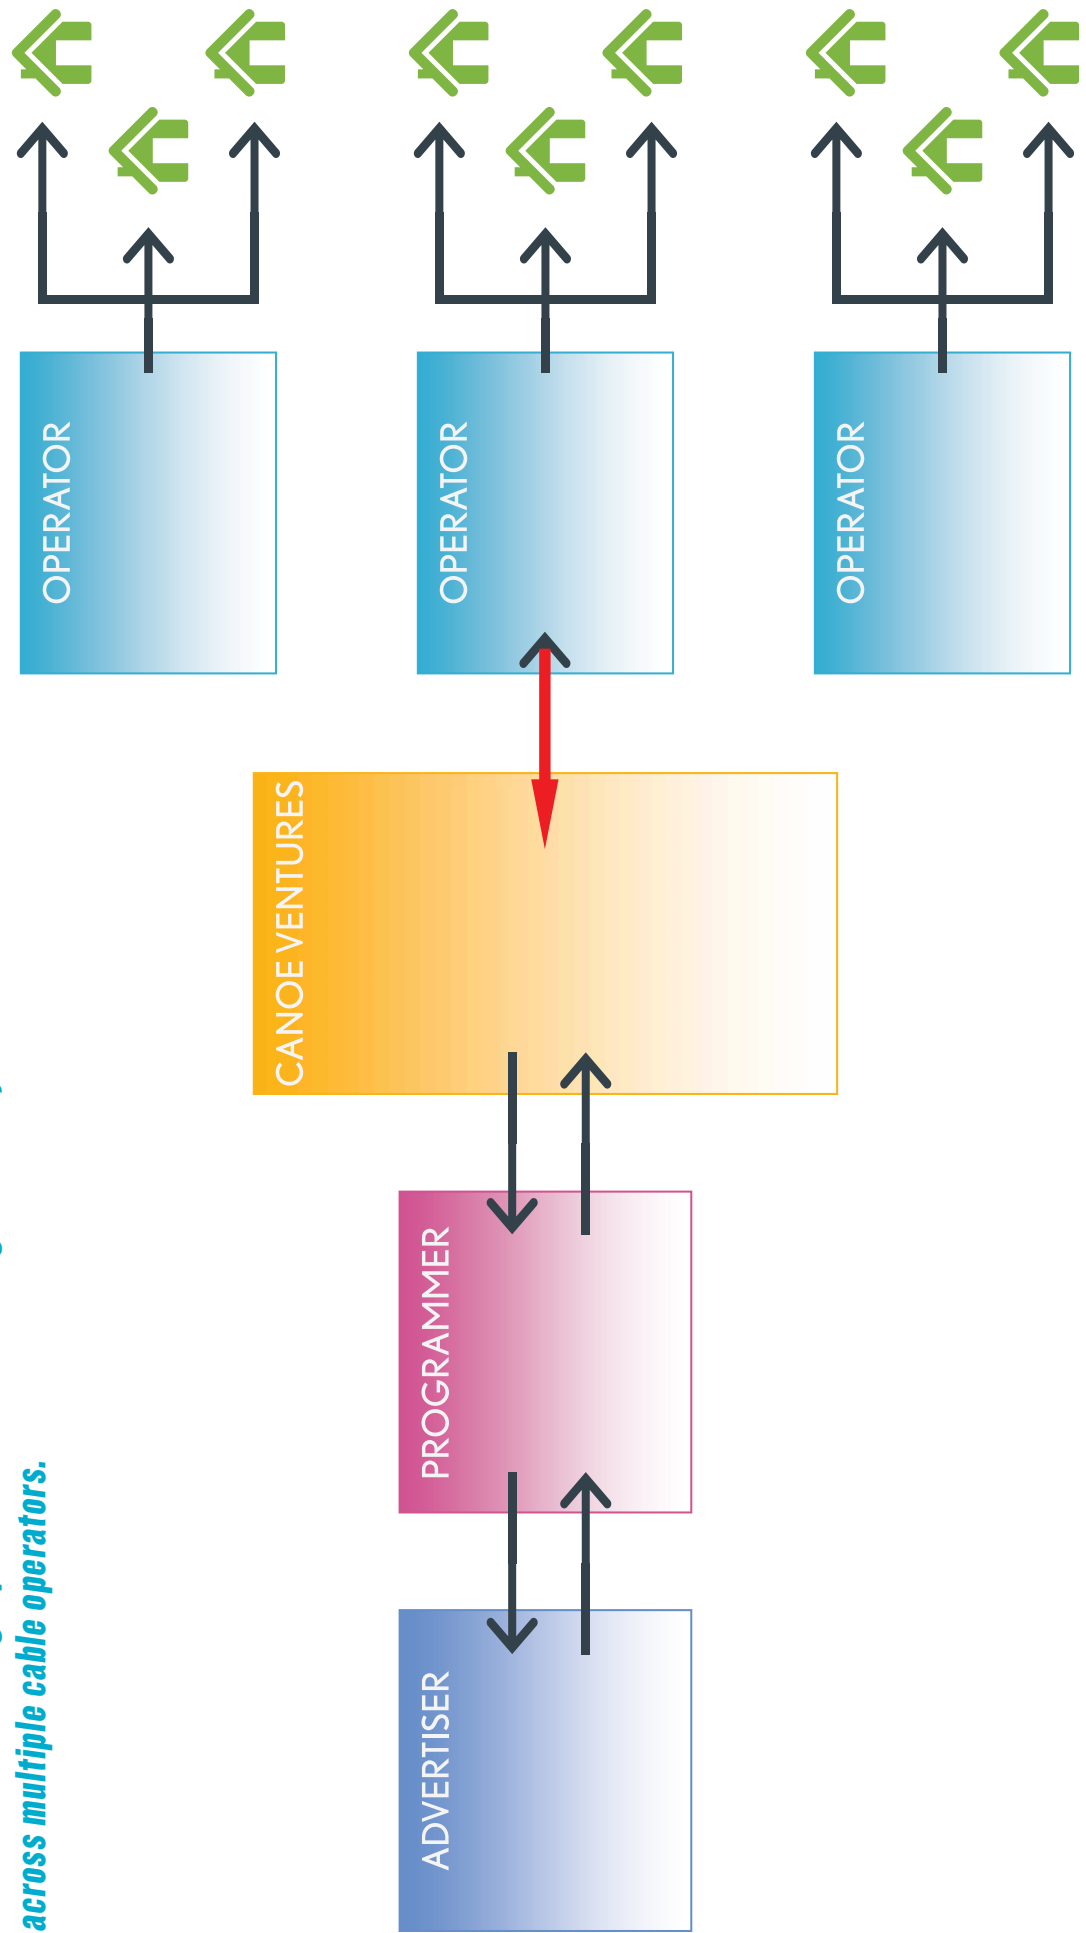 across multiple cable operators.
ADVERTISER
PROGRAMMER
CANOE VENTURES
OPERATOR
OPERATOR
OPERATOR